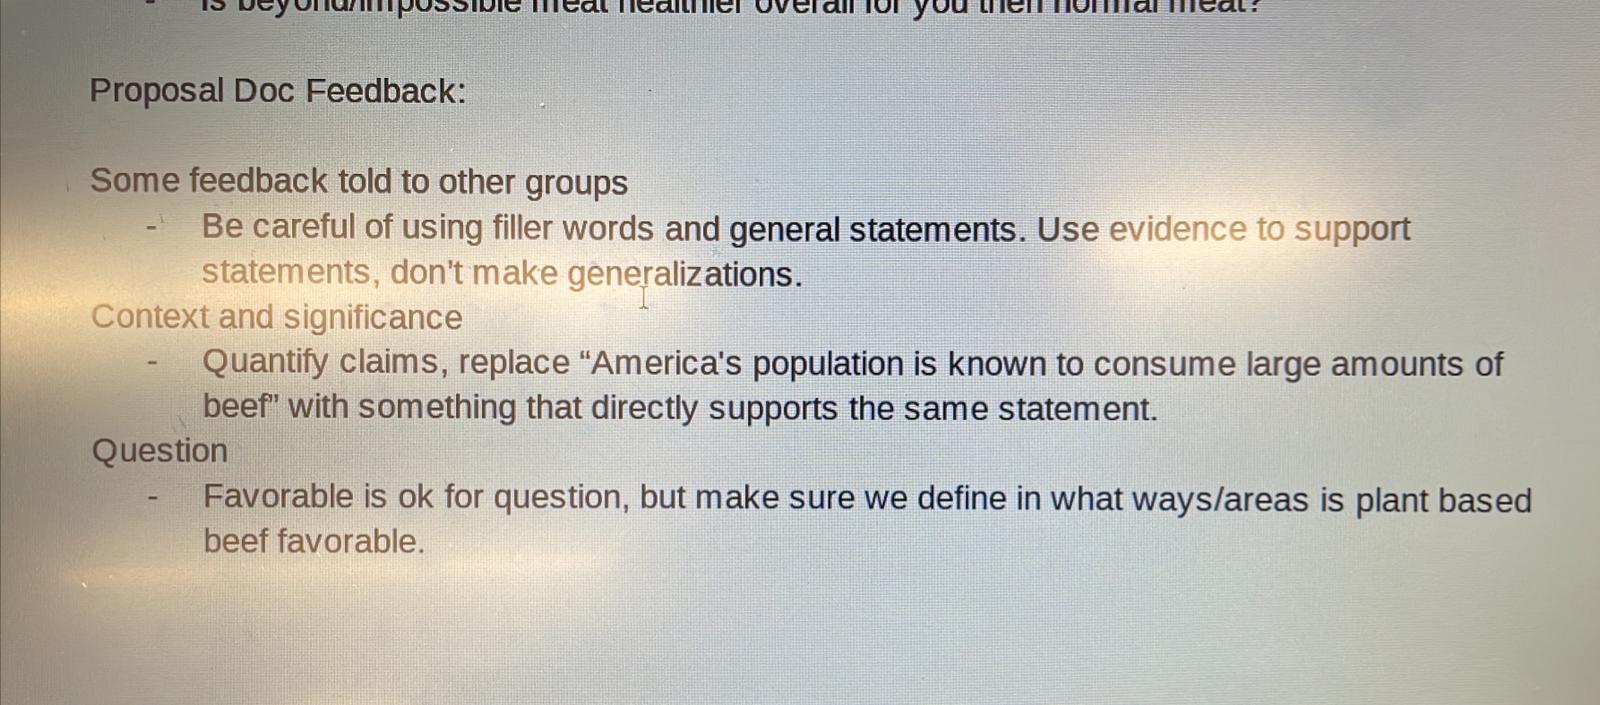 - Is beyond/impossible meat healthier overall for you then normal meat?
Proposal Doc Feedback:
Some feedback told to other groups
- Be careful of using filler words and general statements. Use evidence to support
statements, don't make generalizations.
Context and significance
- Quantify claims, replace “America's population is known to consume large amounts of
beef” with something that directly supports the same statement.
Question
- Favorable is ok for question, but make sure we define in what ways/areas is plant based
beef favorable.